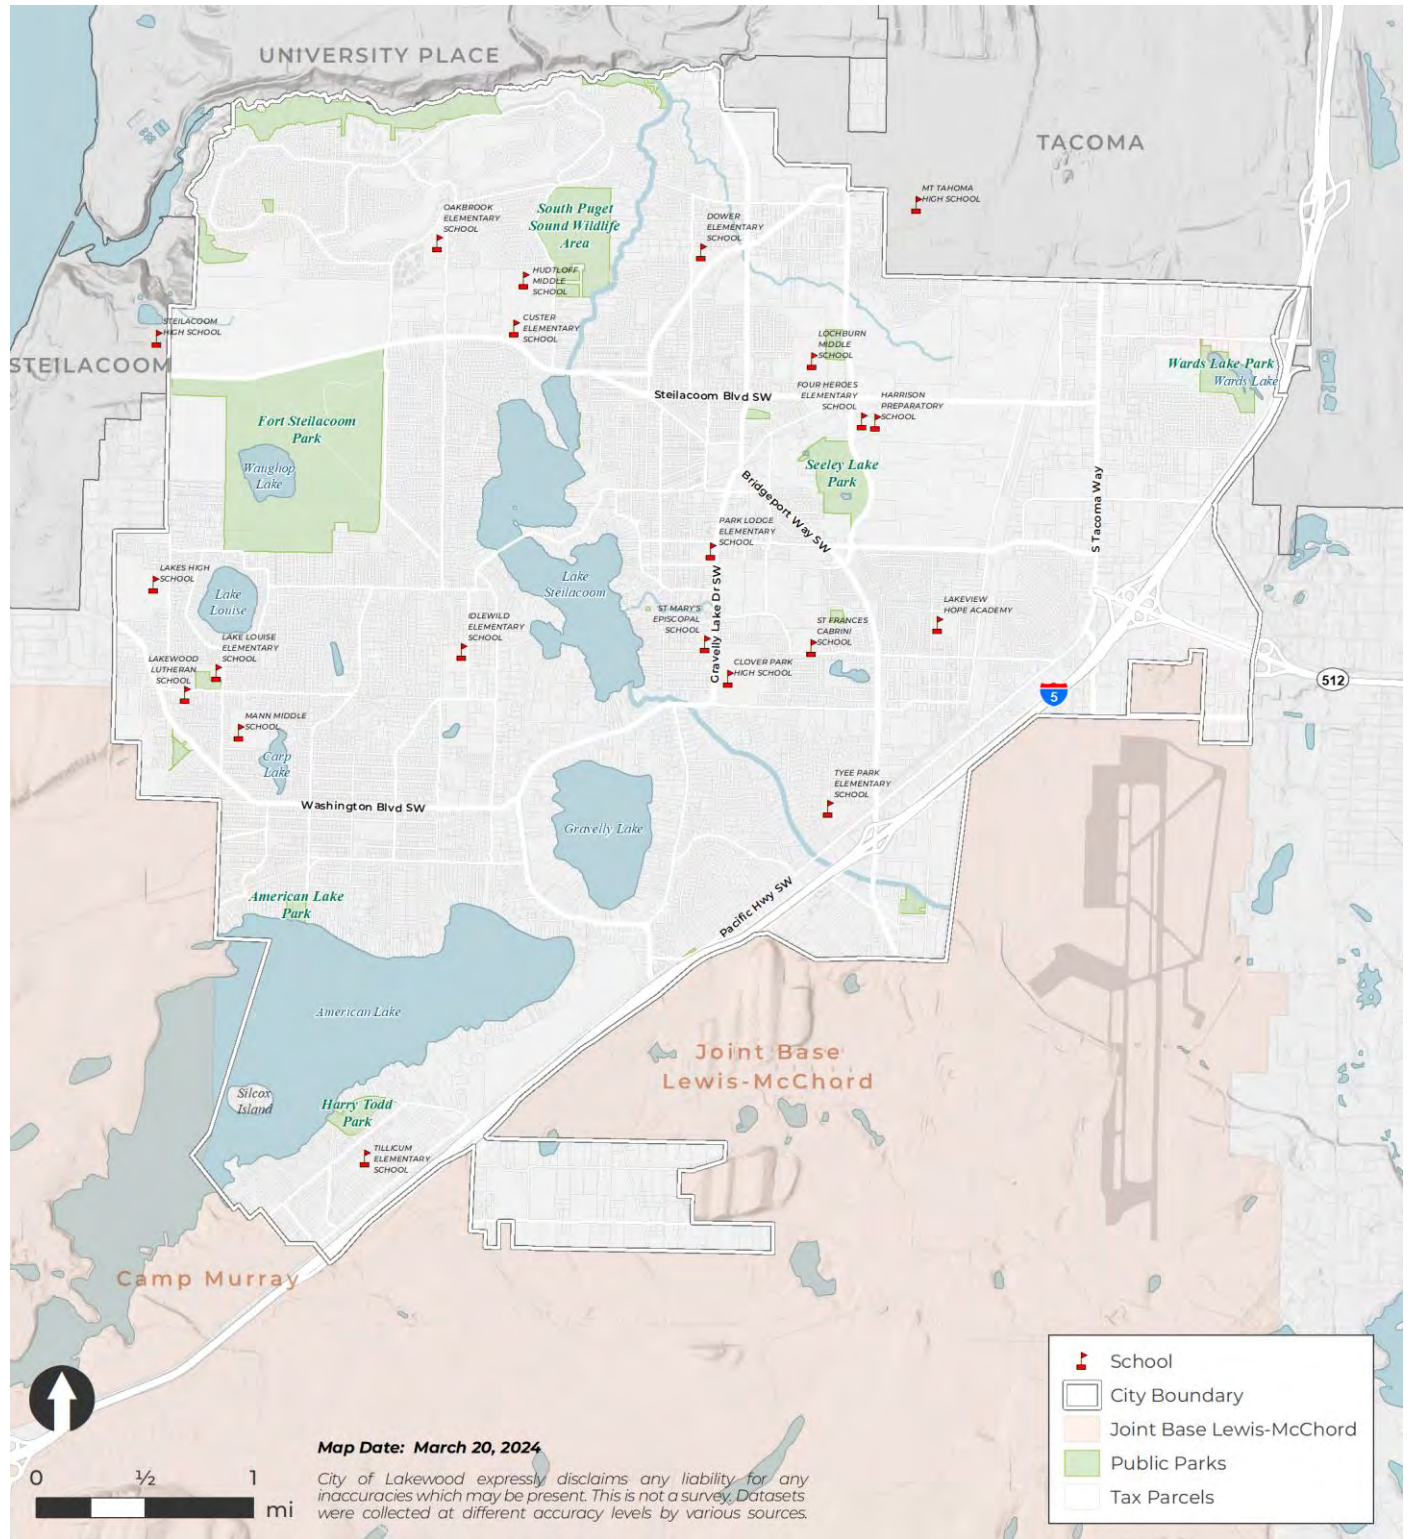 UNIVERSITY PLACE
TACOMA
MT TAHOMA
HIGH SCHOOL
OAKBROOK
ELEMENTARY
SCHOOL
South Puget
Sound Wildlife
Area
DOWER
ELEMENTARY
SCHOOL
HUDTLOFF
MIDDLE
SCHOOL
STEILACOOM
HIGH SCHOOL
CUSTER
ELEMENTARY
SCHOOL
LOCHBURN
MIDDLE
SCHOOL
STEILACOOM
Wards Lake Park
Wards Lake
Steilacoom Blvd SW
FOUR HEROES
ELEMENTARY
SCHOOL
HARRISON
PREPARATORY
SCHOOL
Fort Steilacoom
Park
Waughop
Lake
Seeley Lake
Park
Bridgeport Way SW
S Tacoma Way
PARK LODGE
ELEMENTARY
SCHOOL
LAKES HIGH
SCHOOL
Lake
Louise
Lake
Steilacoom
Gravelly Lake Dr SW
LAKEVIEW
HOPE ACADEMY
ST MARY'S
EPISCOPAL
SCHOOL
IDLEWILD
ELEMENTARY
SCHOOL
ST FRANCES
CABRINI
SCHOOL
LAKE LOUISE
ELEMENTARY
SCHOOL
LAKEWOOD
LUTHERAN
SCHOOL
CLOVER PARK
HIGH SCHOOL
512
5
MANN MIDDLE
SCHOOL
Carp
Lake
TYEE PARK
ELEMENTARY
SCHOOL
Washington Blvd SW
Gravelly Lake
American Lake
Park
Pacific Hwy SW
American Lake
Joint Base
Lewis-McChord
Silcox
Island
Harry Todd
Park
TILLICUM
ELEMENTARY
SCHOOL
Camp Murray
School
City Boundary
Joint Base Lewis-McChord
Public Parks
Tax Parcels
Map Date: March 20, 2024
City of Lakewood expressly disclaims any liability for any
inaccuracies which may be present. This is not a survey. Datasets
were collected at different accuracy levels by various sources.
0 ½ 1
mi